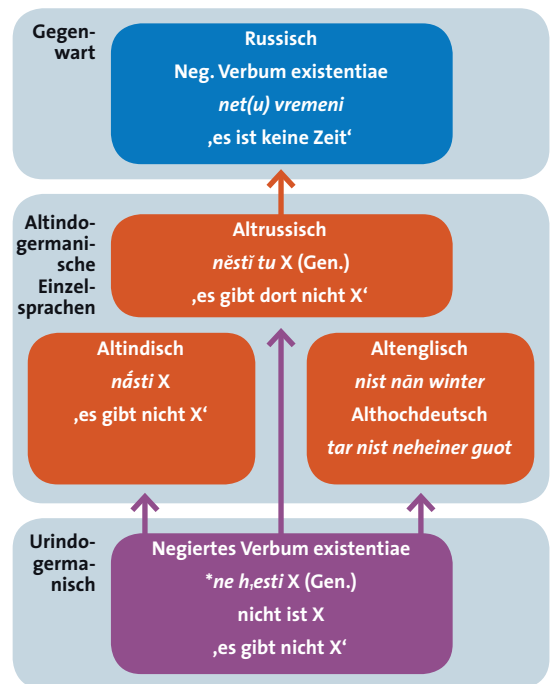 Gegen-
wart
Russisch
Neg. Verbum existentiae
net(u) vremeni
‚es ist keine Zeit‘
Altindo-
germani-
sche
Einzel-
sprachen
Altrussisch
něstĭ tu X (Gen.)
‚es gibt dort nicht X‘
Altindisch
nā́sti X
‚es gibt nicht X‘
Altenglisch
nist nān winter
Althochdeutsch
tar nist neheiner guot
Urindo-
germa-
nisch
Negiertes Verbum existentiae
*ne h₁esti X (Gen.)
nicht ist X
‚es gibt nicht X‘